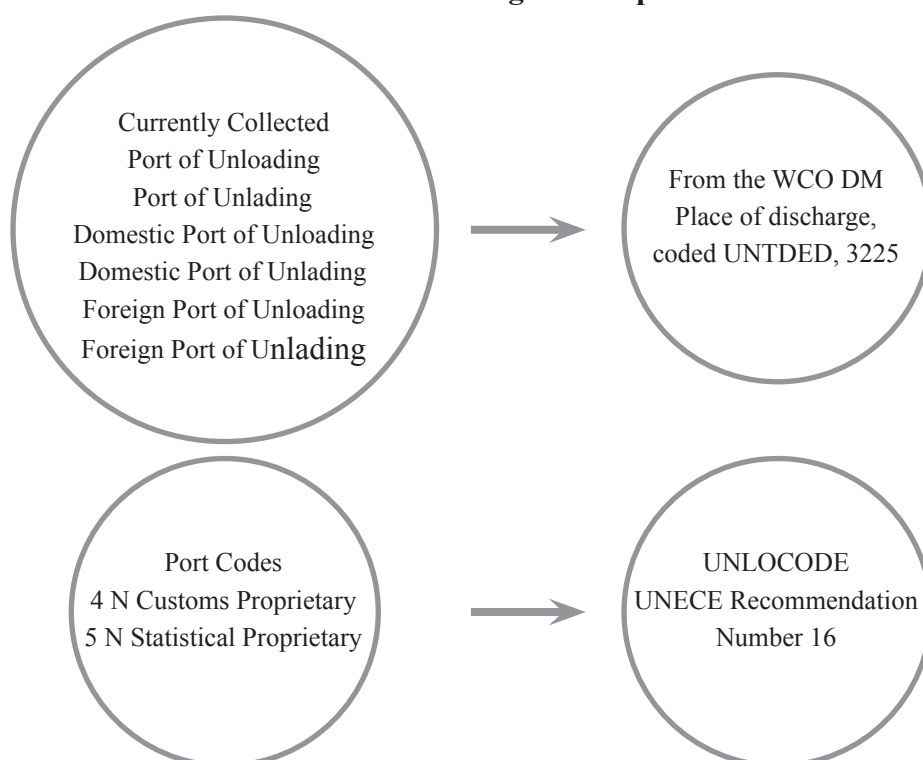 Currently Collected
Port of Unloading
Port of Unlading
Domestic Port of Unloading
Domestic Port of Unlading
Foreign Port of Unloading
Foreign Port of Unlading
From the WCO DM
Place of discharge,
coded UNTDED, 3225
Port Codes
4 N Customs Proprietary
5 N Statistical Proprietary
UNLOCODE
UNECE Recommendation
Number 16